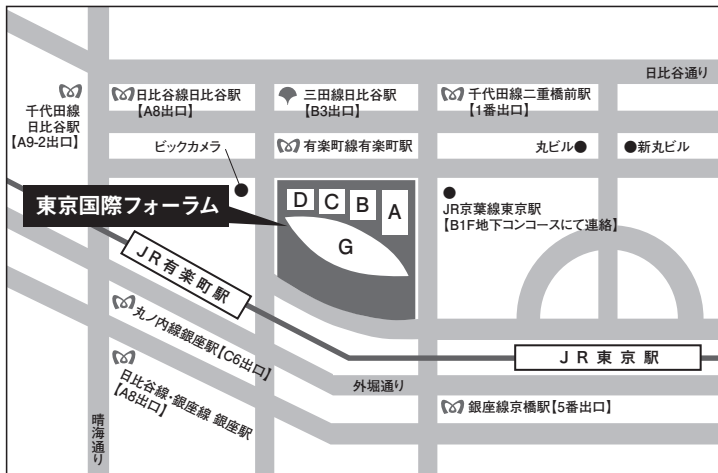 日比谷通り
千代田線
日比谷駅
【A9-2出口】
日比谷線日比谷駅
【A8出口】
三田線日比谷駅
【B3出口】
千代田線二重橋前駅
【1番出口】
ビックカメラ
有楽町線有楽町駅
丸ビル
新丸ビル
東京国際フォーラム
D
C
B
A
G
JR京葉線東京駅
【B1F地下コンコースにて連絡】
JR有楽町駅
丸ノ内線銀座駅【C6出口】
JR東京駅
日比谷線・銀座線 銀座駅
【A8出口】
外堀通り
銀座線京橋駅【5番出口】
晴海通り